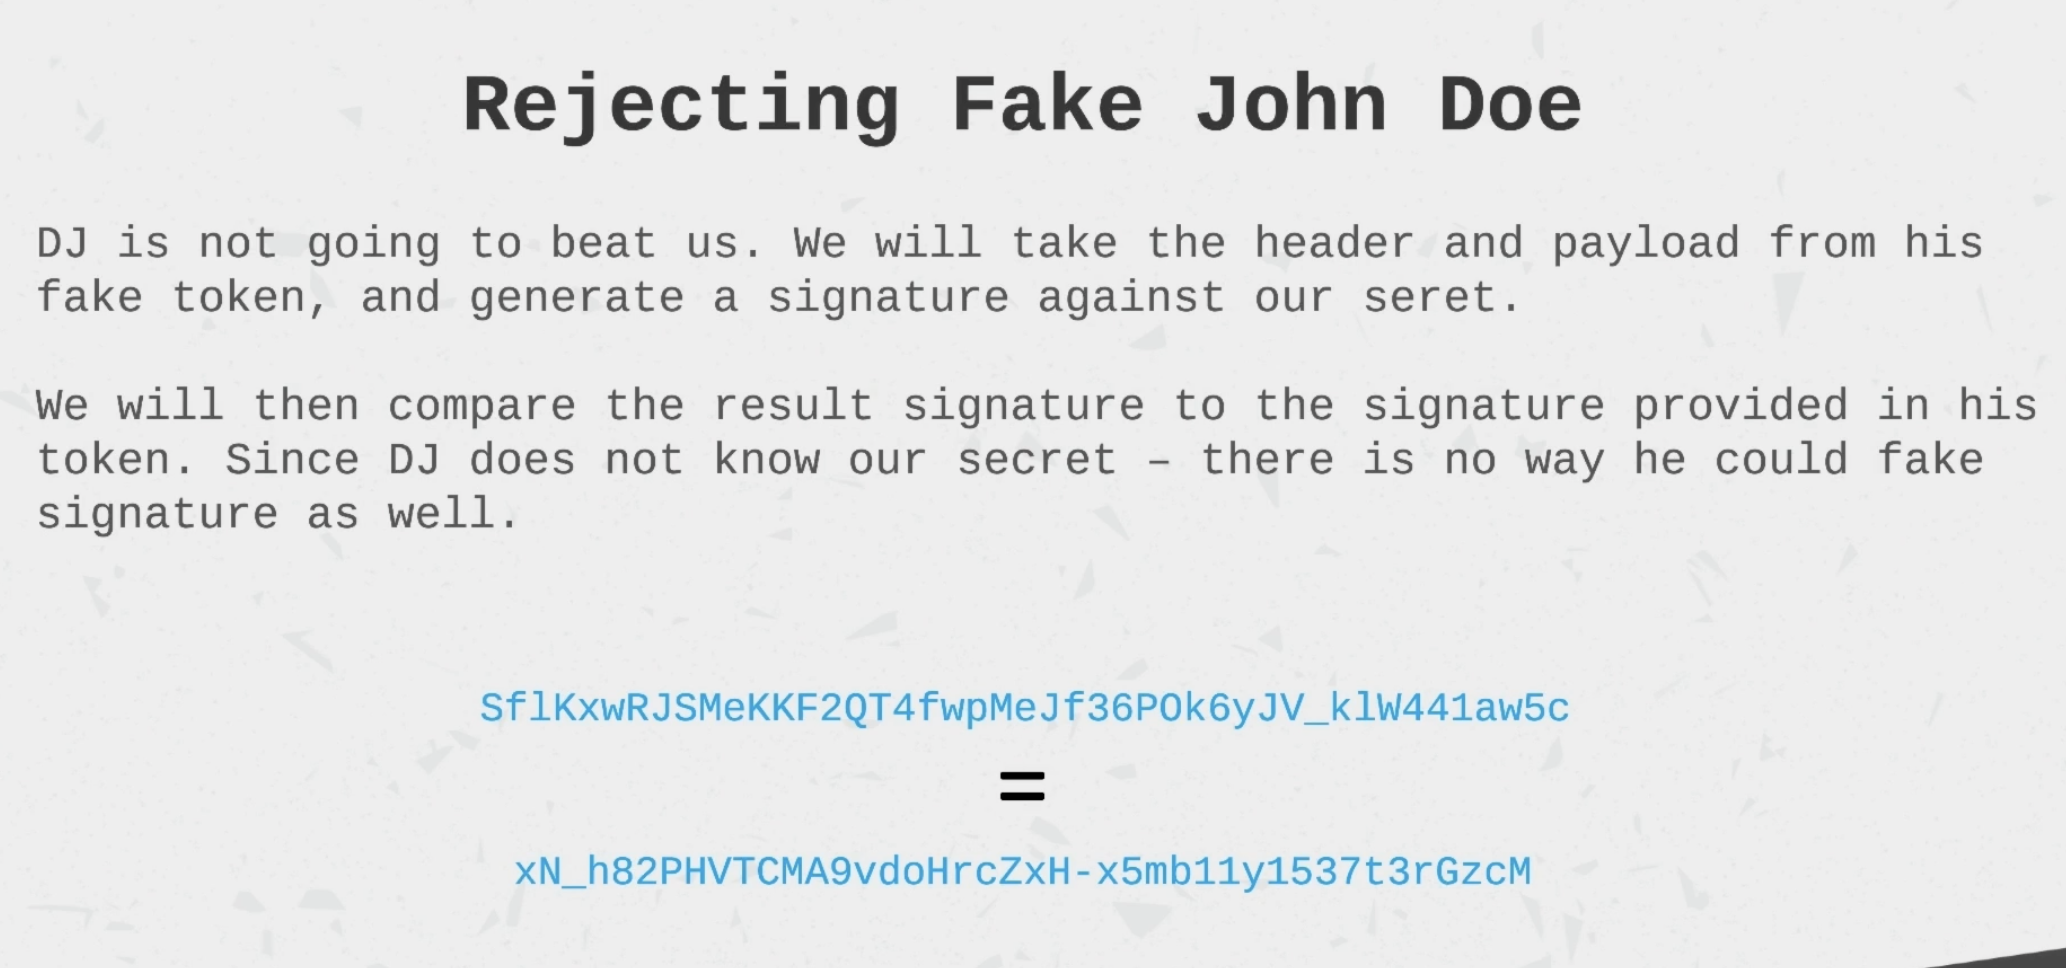 Rejecting Fake John Doe
DJ is not going to beat us. We will take the header and payload from his
fake token, and generate a signature against our seret.
We will then compare the result signature to the signature provided in his
token. Since DJ does not know our secret – there is no way he could fake
signature as well.
SflKxwRJSMeKKF2QT4fwpMeJf36POk6yJV_klW441aw5c
=
xN_h82PHVTCMA9vdoHrcZxH-x5mb11y1537t3rGzcM